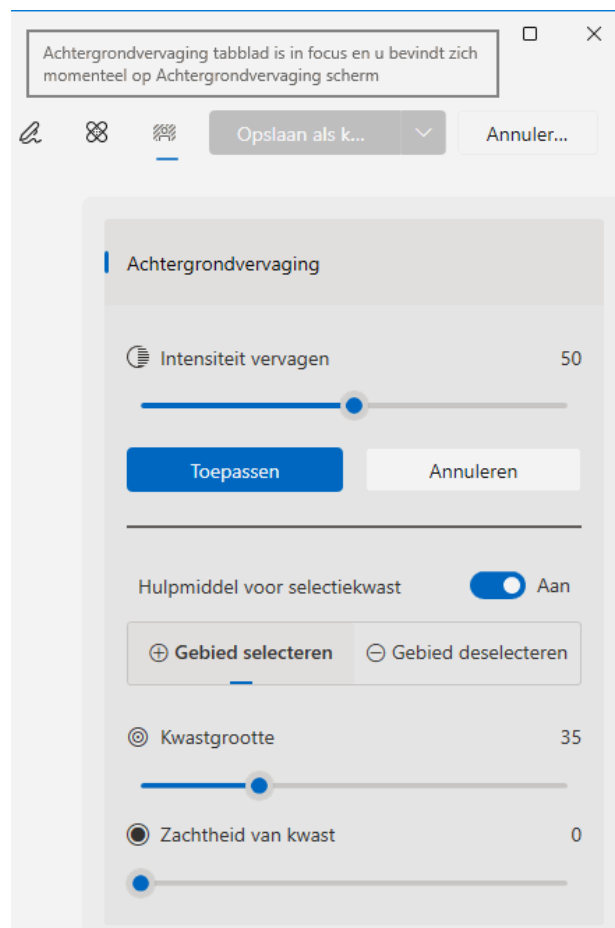 Achtergrondvervaging tabblad is in focus en u bevindt zich
momenteel op Achtergrondvervaging scherm
Opslaan als k...
Annuler...
Achtergrondvervaging
Intensiteit vervagen 50
Toepassen Annuleren
Hulpmiddel voor selectiekwast Aan
Gebied selecteren Gebied deselecteren
Kwastgrootte 35
Zachtheid van kwast 0